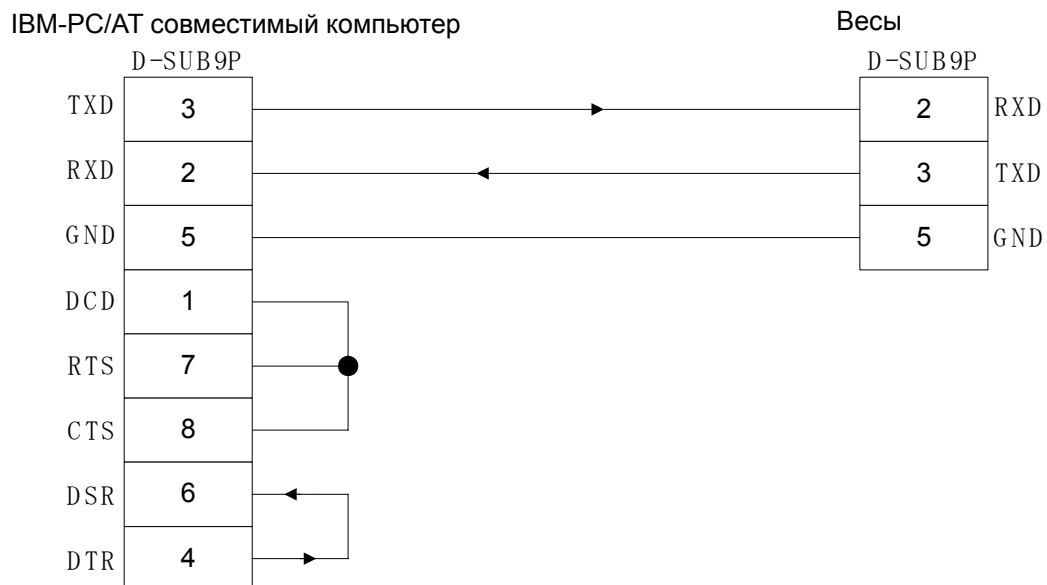 IBM-PC/AT совместимый компьютер
Весы
D-SUB9P
D-SUB9P
TXD 3
2 RXD
RXD 2
3 TXD
GND 5
5 GND
DCD 1
RTS 7
CTS 8
DSR 6
DTR 4